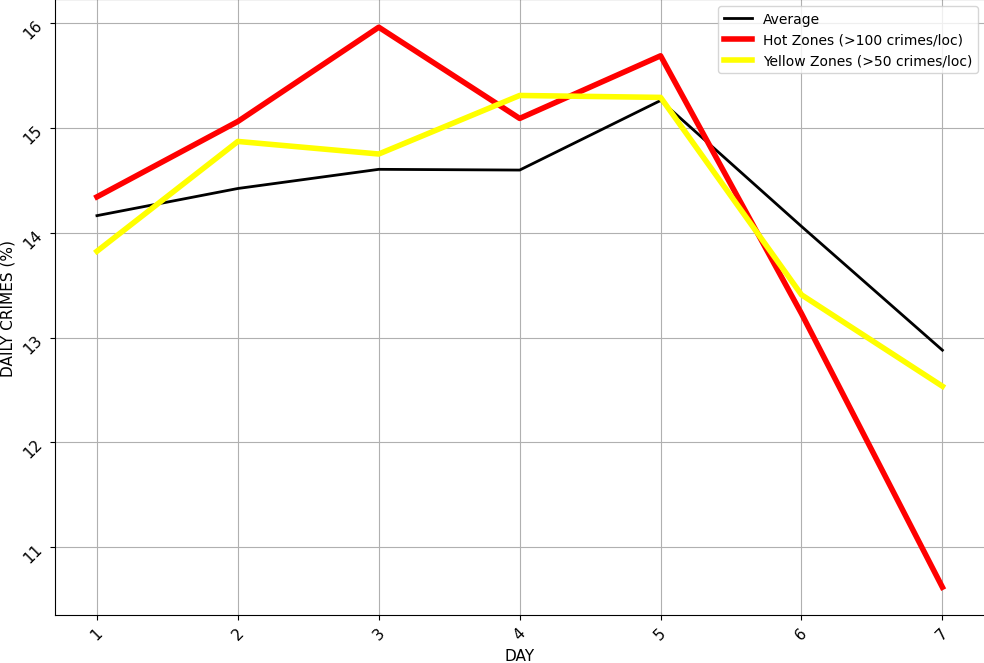 Average
Hot Zones (>100 crimes/loc)
Yellow Zones (>50 crimes/loc)
16
15
14
13
12
11
DAILY CRIMES (%)
1 2 3 4 5 6 7
DAY